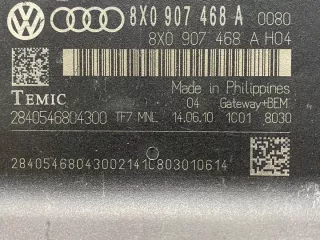 8X0 907 468 A 0080
8X0 907 468 A H04
Made in Philippines
TEMIC 04 Gateway+BEM
2840546804300 TF7 MNL 14.06.10 1C01 8030
28405468043002141C803010614